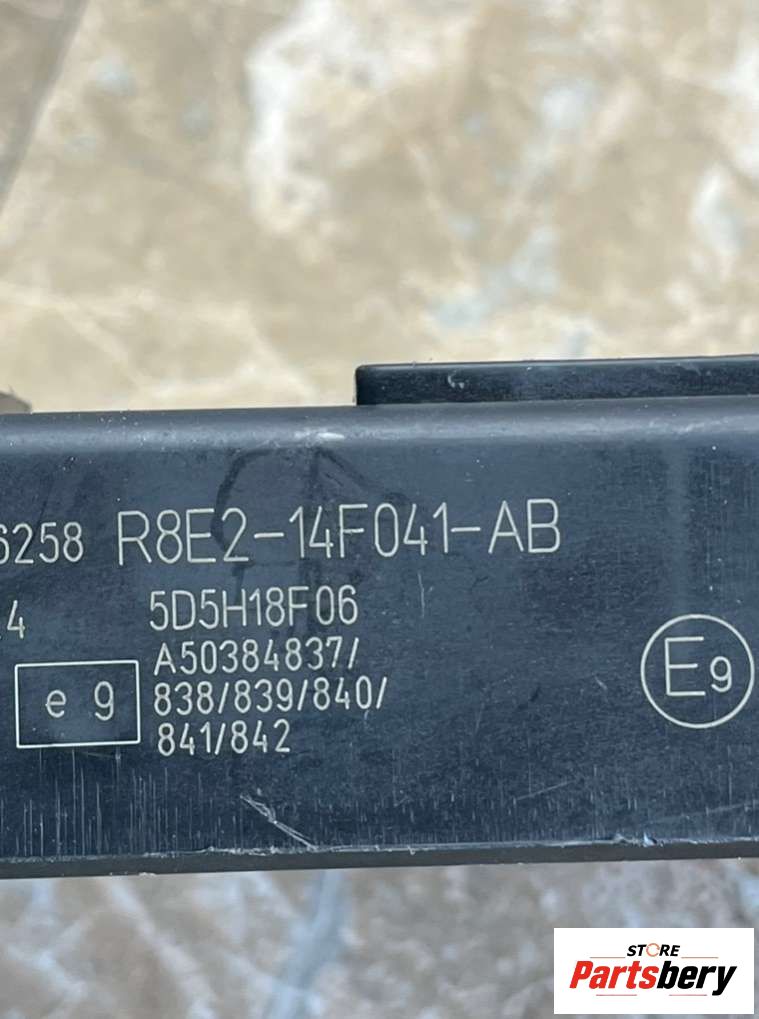 6258 R8E2-14F041-AB
4 5D5H18F06
A50384837/
e 9 838/839/840/
841/842
E9
STORE
Partsbery